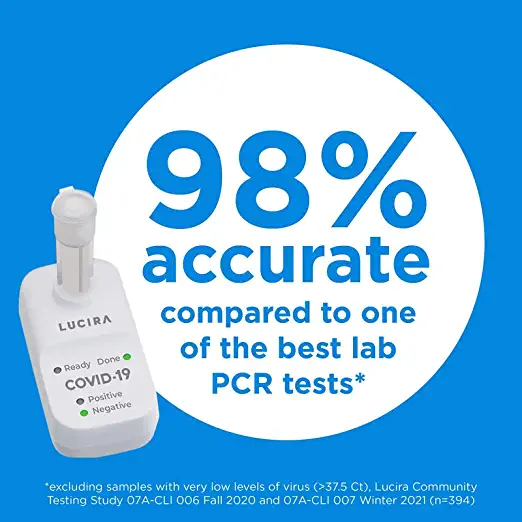 98%
accurate
compared to one
of the best lab
PCR tests*
LUCIRA
Ready Done
COVID-19
Positive
Negative
*excluding samples with very low levels of virus (>37.5 Ct), Lucira Community
Testing Study 07A-CLI 006 Fall 2020 and 07A-CLI 007 Winter 2021 (n=394)